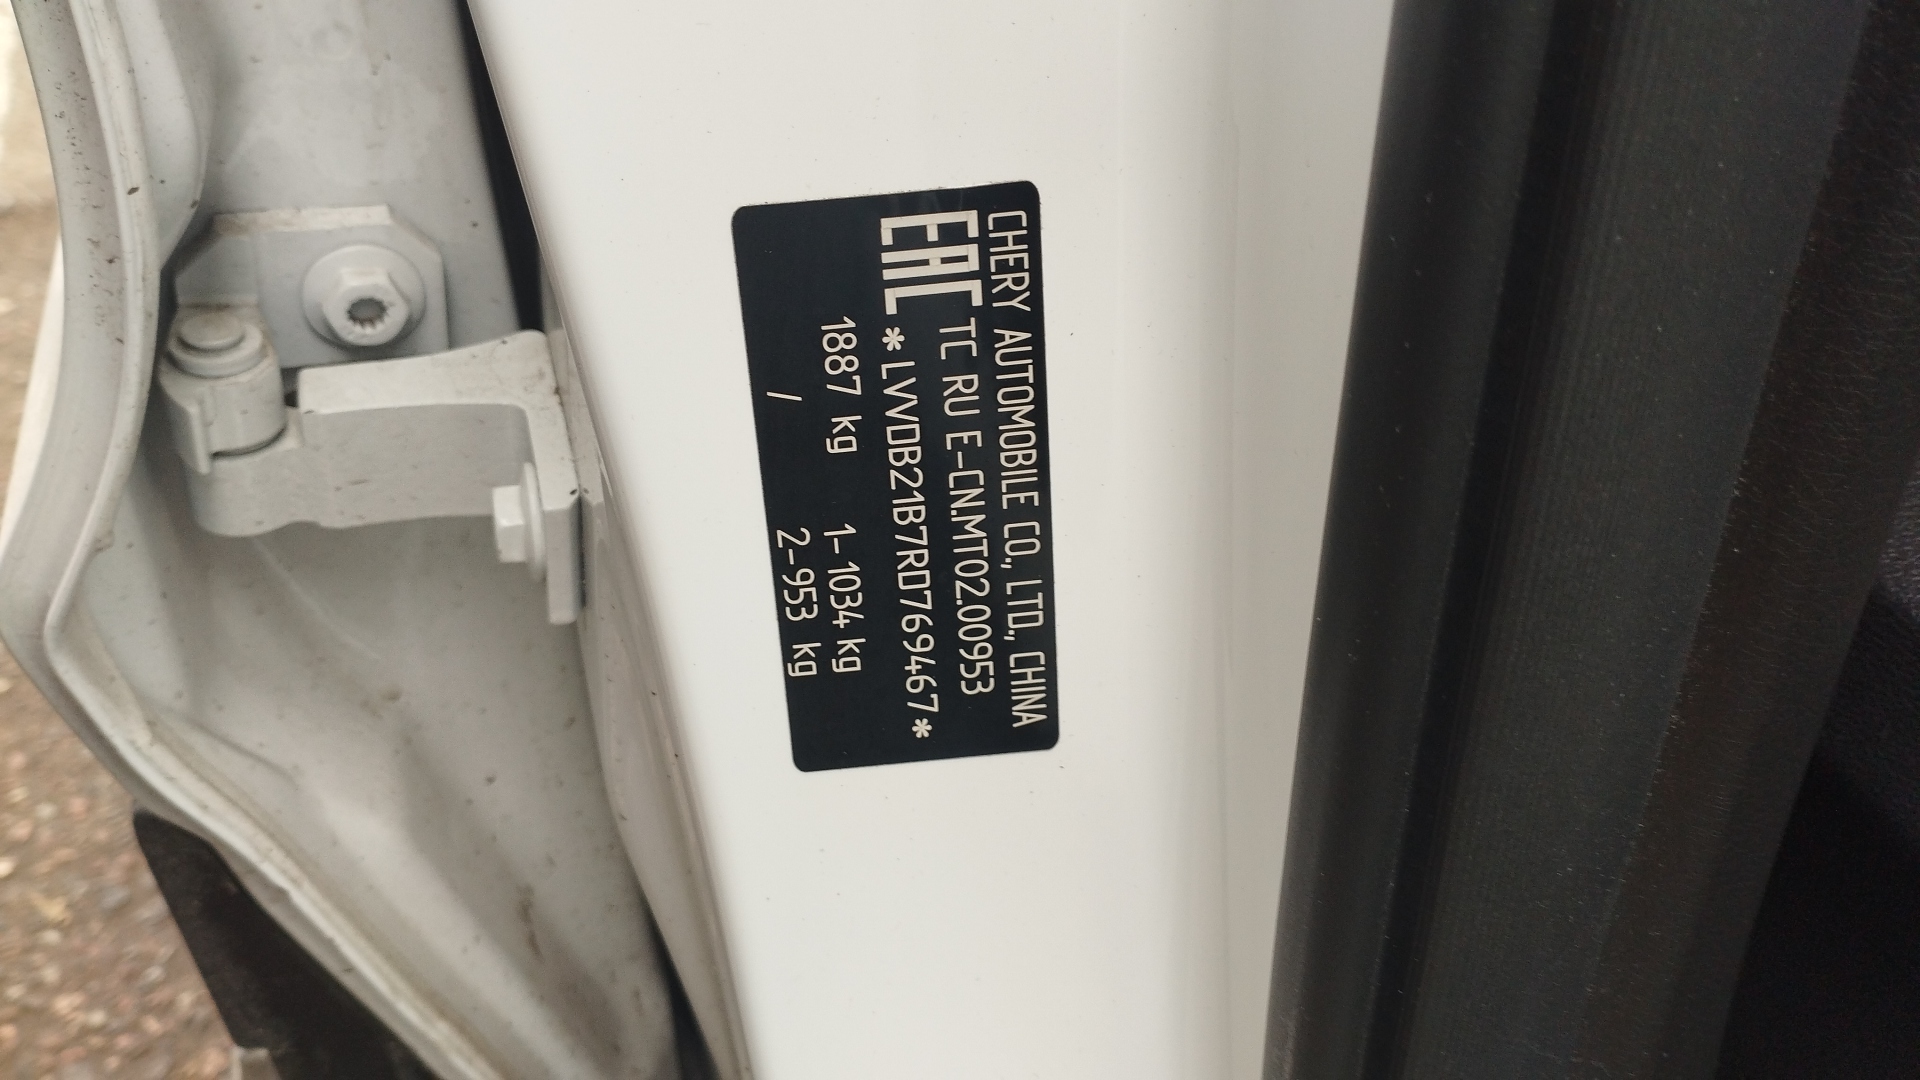 CHERY AUTOMOBILE CO., LTD., CHINA
EAC TC RU E-CN.MT02.00953
*LVVDB21B7RD769467*
1887 kg 1-1034 kg
/ 2-953 kg